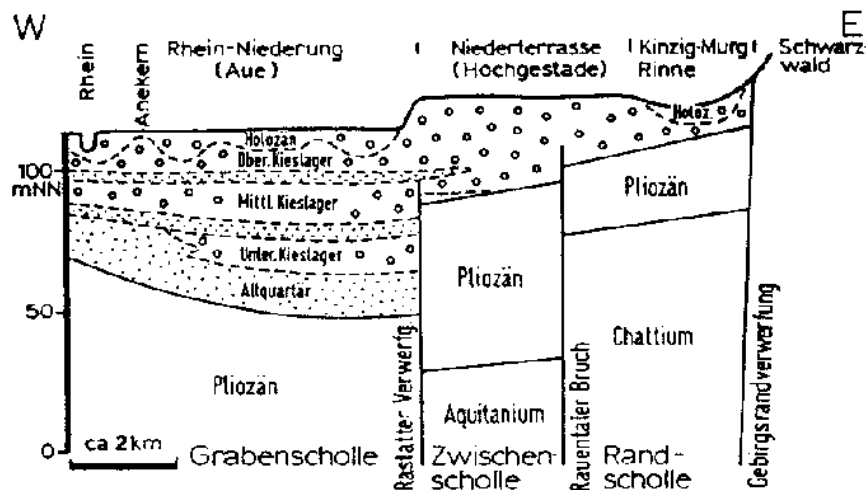 W
E
Rhein
Anekern
Rhein-Niederung
(Aue)
Niederterrasse
(Hochgestade)
Kinzig-Murg
Rinne
Schwarz-
wald
Holozän
Ober. Kieslager
Holoz.
100
mNN
Mittl. Kieslager
Unter. Kieslager
Altquartär
50
Pliozän
Pliozän
Pliozän
Chattium
Aquitanium
0
ca 2km
Grabenscholle
Rastatter Verwerfg
Zwischen-
scholle
Rauentaler Bruch
Rand-
scholle
Gebirgsrandverwerfung